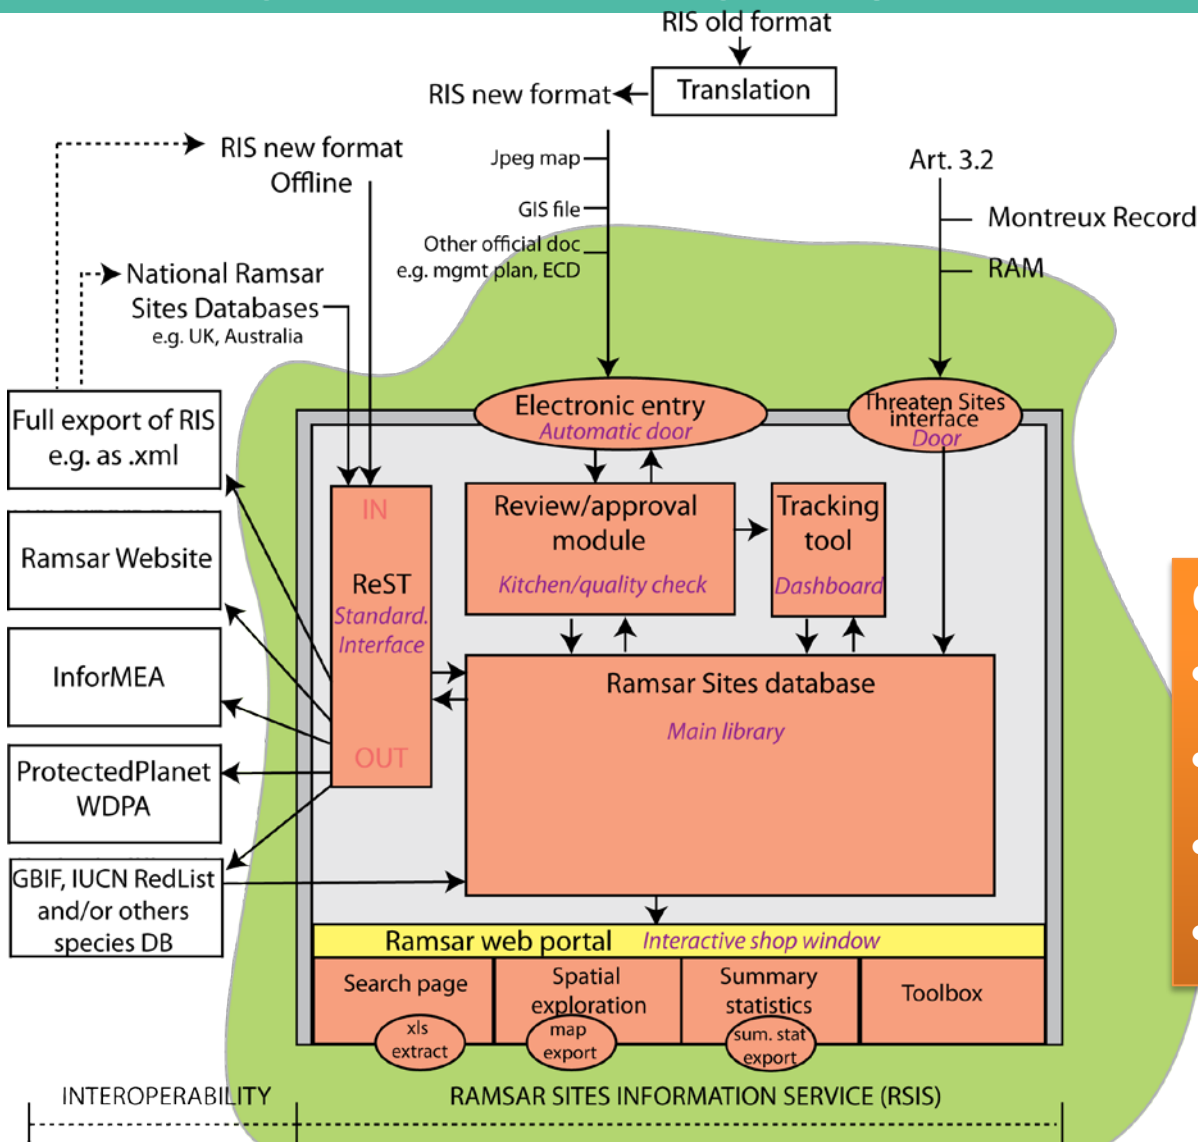 RIS old format
Translation
RIS new format
Jpeg map
GIS file
Other official doc
e.g. mgmt plan, ECD
Art. 3.2
Montreux Record
RAM
RIS new format
Offline
National Ramsar
Sites Databases
e.g. UK, Australia
Full export of RIS
e.g. as .xml
Ramsar Website
InforMEA
ProtectedPlanet
WDPA
GBIF, IUCN RedList
and/or others
species DB
Electronic entry
Automatic door
Threaten Sites
interface
Door
IN
ReST
Standard.
Interface
OUT
Review/approval
module
Kitchen/quality check
Tracking
tool
Dashboard
Ramsar Sites database
Main library
Ramsar web portal Interactive shop window
Search page
xls
extract
Spatial
exploration
map
export
Summary
statistics
sum. stat
export
Toolbox
INTEROPERABILITY
RAMSAR SITES INFORMATION SERVICE (RSIS)